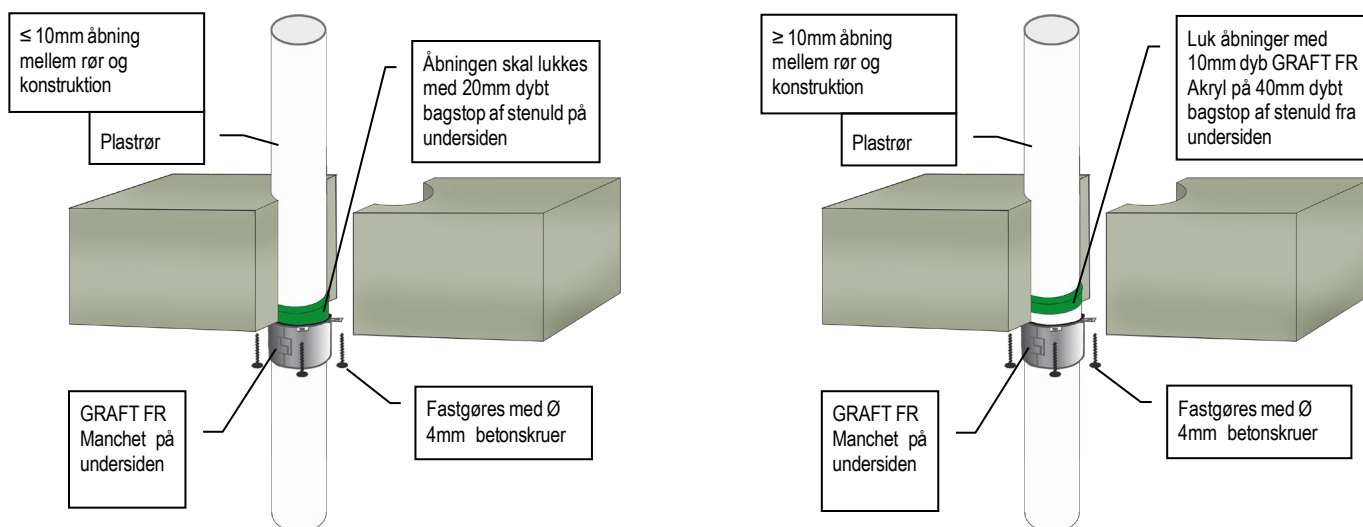 ≤ 10mm åbning
mellem rør og
konstruktion
Plastrør
Åbningen skal lukkes
med 20mm dybt
bagstop af stenuld på
undersiden
GRAFT FR
Manchet på
undersiden
Fastgøres med Ø
4mm betonskruer
≥ 10mm åbning
mellem rør og
konstruktion
Plastrør
Luk åbninger med
10mm dyb GRAFT FR
Akryl på 40mm dybt
bagstop af stenuld fra
undersiden
GRAFT FR
Manchet på
undersiden
Fastgøres med Ø
4mm betonskruer